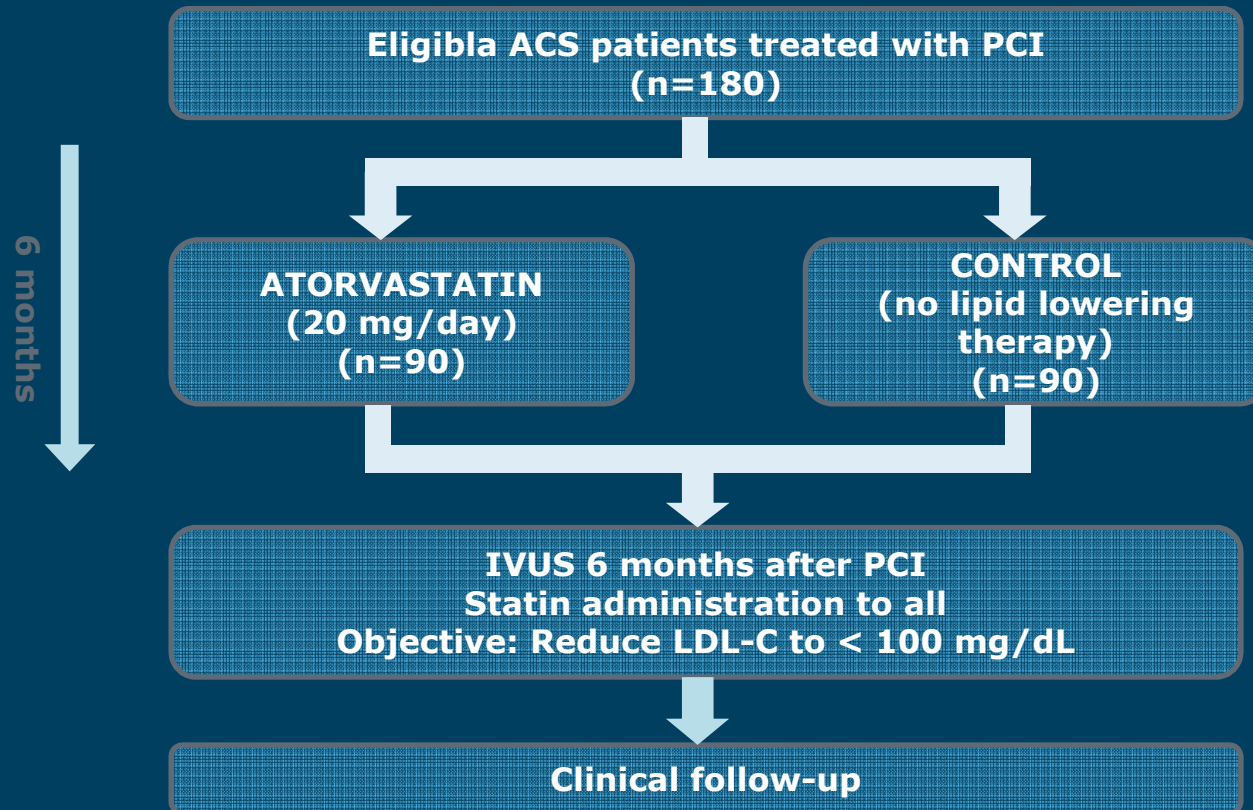 Eligibla ACS patients treated with PCI
(n=180)
6 months
ATORVASTATIN
(20 mg/day)
(n=90)
CONTROL
(no lipid lowering
therapy)
(n=90)
IVUS 6 months after PCI
Statin administration to all
Objective: Reduce LDL-C to < 100 mg/dL
Clinical follow-up